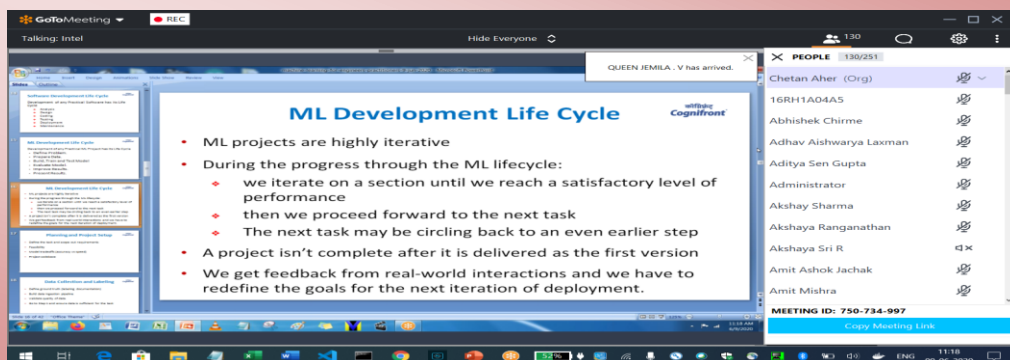 GoToMeeting
REC
Talking: Intel
Hide Everyone
130
QUEEN JEMILA . V has arrived.
PEOPLE 130/251
Chetan Aher (Org)
16RH1A04A5
Abhishek Chirme
Adhav Aishwarya Laxman
Aditya Sen Gupta
Administrator
Akshay Sharma
Akshaya Ranganathan
Akshaya Sri R
Amit Ashok Jachak
Amit Mishra
MEETING ID: 750-734-997
Copy Meeting Link
Slides
Outline
Software Development Life Cycle
ML Development Life Cycle
ML Development Life Cycle
Planning and Project Setup
Data Collection and Labeling
ML Development Life Cycle
Cognifront
• ML projects are highly iterative
• During the progress through the ML lifecycle:
we iterate on a section until we reach a satisfactory level of
performance
then we proceed forward to the next task
The next task may be circling back to an even earlier step
• A project isn't complete after it is delivered as the first version
• We get feedback from real-world interactions and we have to
redefine the goals for the next iteration of deployment.
11:18 AM
52%
ENG
11:18